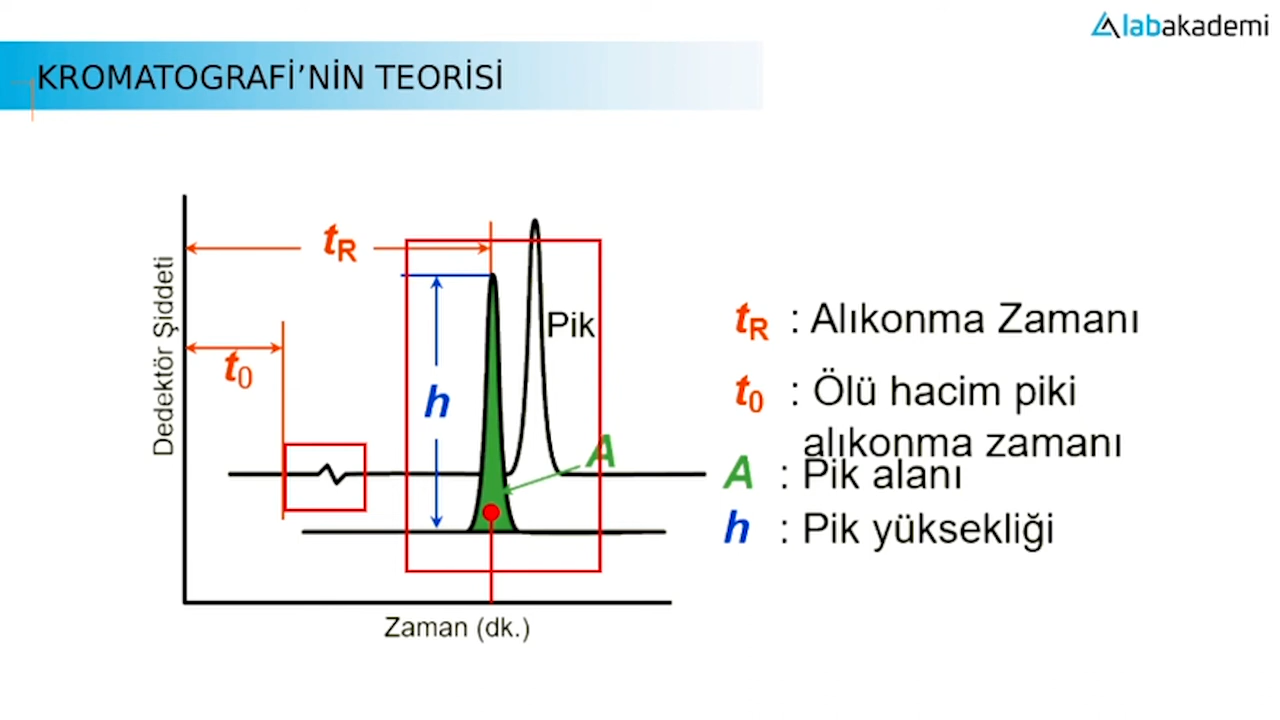 labakademi
KROMATOGRAFİ’NİN TEORİSİ
Dedektör Şiddeti
tR
t0
h
Pik
A
Zaman (dk.)
tR : Alıkonma Zamanı
t0 : Ölü hacim piki
alıkonma zamanı
A : Pik alanı
h : Pik yüksekliği